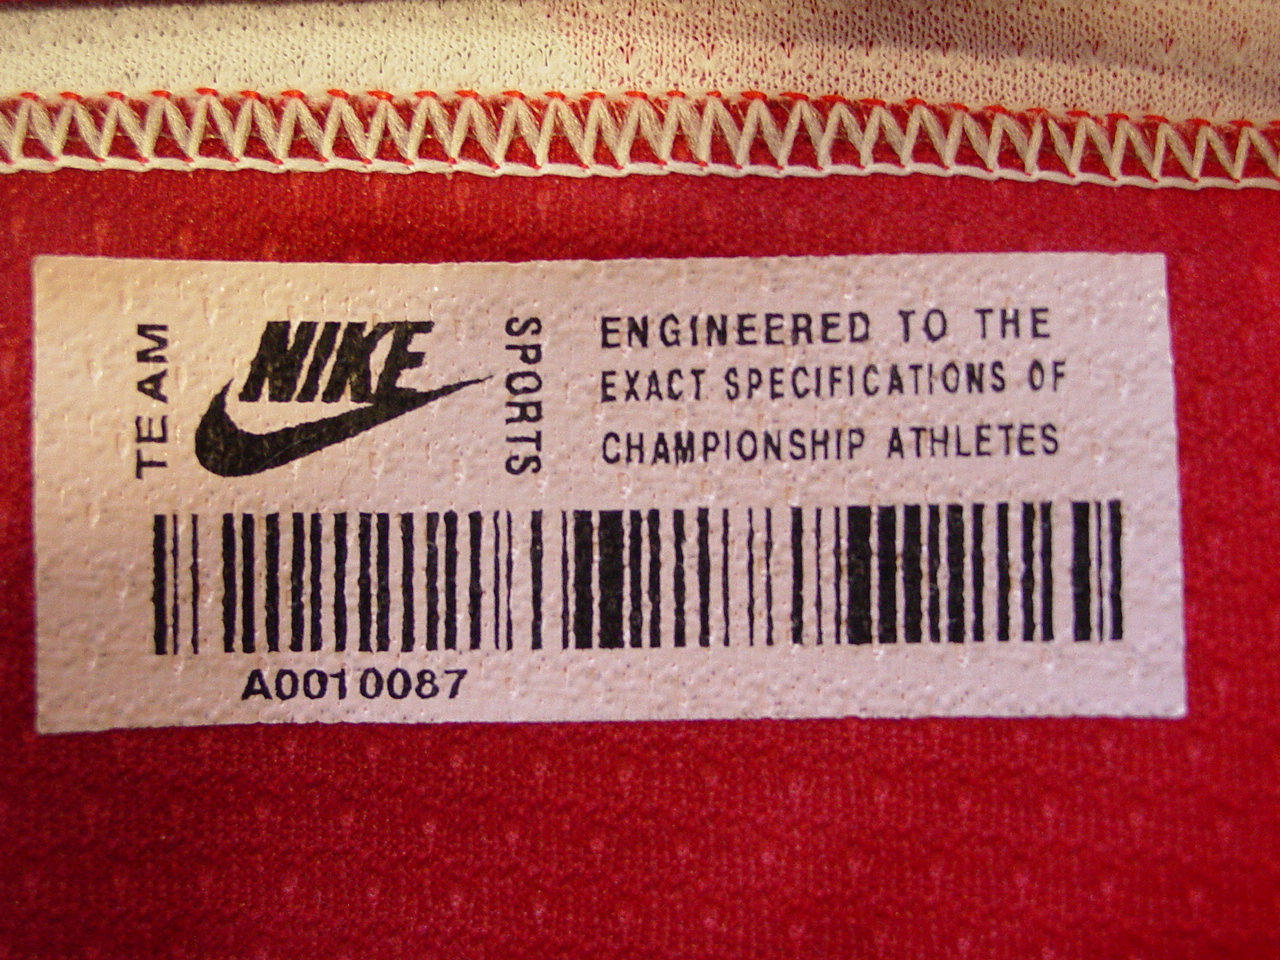 TEAM
NIKE
SPORTS
ENGINEERED TO THE
EXACT SPECIFICATIONS OF
CHAMPIONSHIP ATHLETES
A0010087